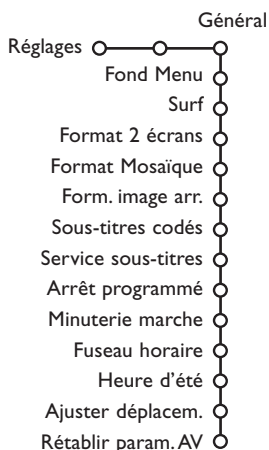 Général
Réglages
Fond Menu
Surf
Format 2 écrans
Format Mosaïque
Form. image arr.
Sous-titres codés
Service sous-titres
Arrêt programmé
Minuterie marche
Fuseau horaire
Heure d'été
Ajuster déplacem.
Rétablir param. AV